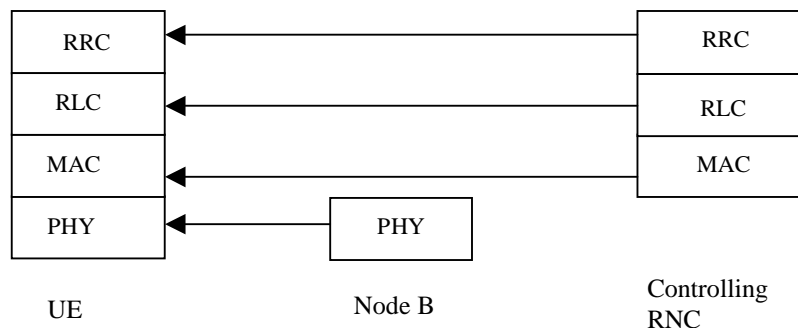 RRC RRC
RLC RLC
MAC MAC
PHY PHY
UE Node B Controlling
RNC